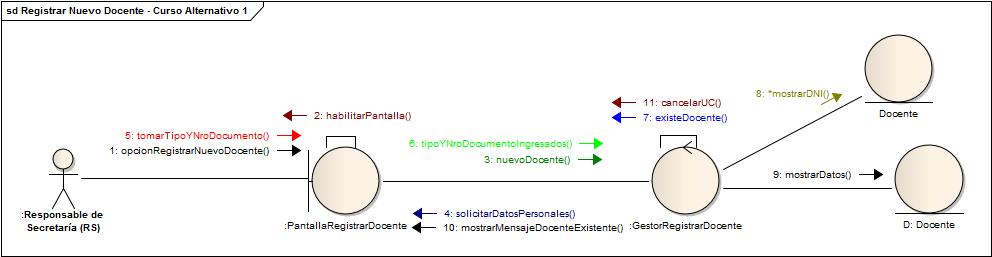 sd Registrar Nuevo Docente - Curso Alternativo 1
8: *mostrarDNI()
11: cancelarUC()
2: habilitarPantalla()
7: existeDocente()
Docente
5: tomarTipoYNroDocumento()
6: tipoYNroDocumentoIngresados()
1: opcionRegistrarNuevoDocente()
3: nuevoDocente()
9: mostrarDatos()
:Responsable de
Secretaría (RS)
:PantallaRegistrarDocente
4: solicitarDatosPersonales()
10: mostrarMensajeDocenteExistente()
:GestorRegistrarDocente
D: Docente